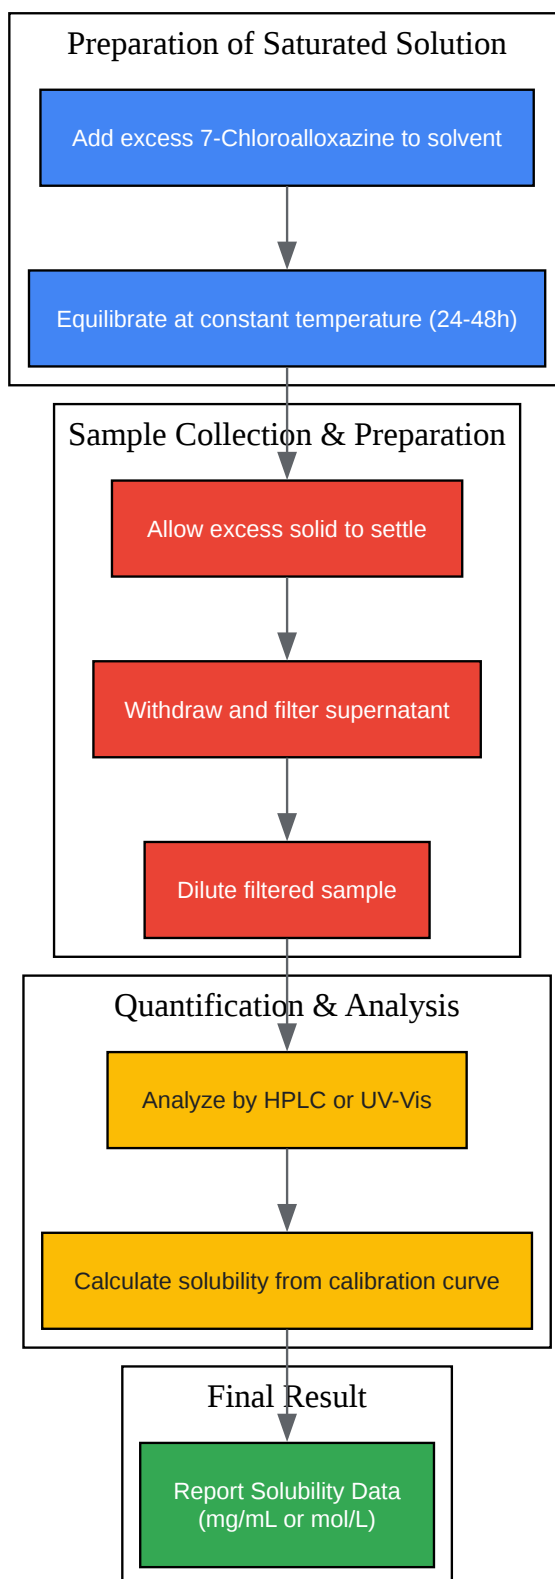 Preparation of Saturated Solution
Add excess 7-Chloroalloxazine to solvent
Equilibrate at constant temperature (24-48h)
Sample Collection & Preparation
Allow excess solid to settle
Withdraw and filter supernatant
Dilute filtered sample
Quantification & Analysis
Analyze by HPLC or UV-Vis
Calculate solubility from calibration curve
Final Result
Report Solubility Data
(mg/mL or mol/L)